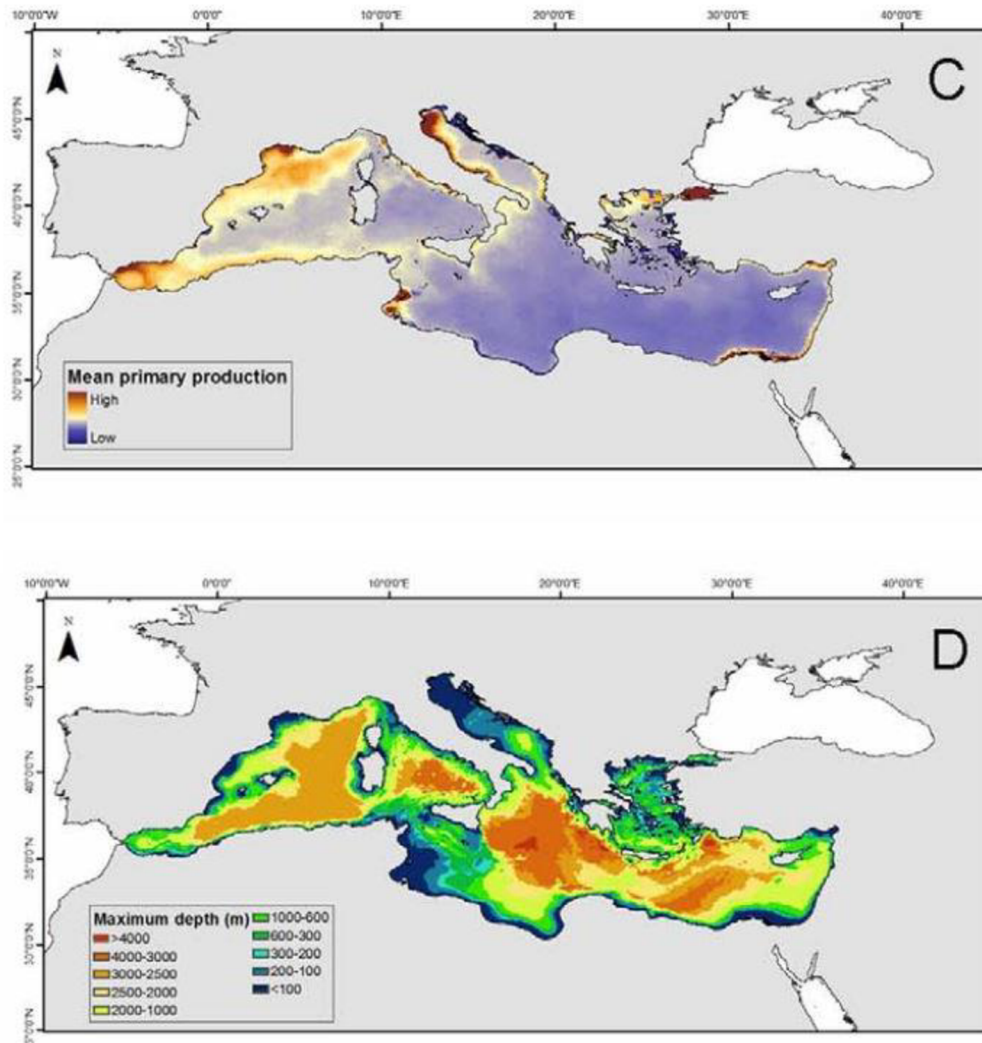 10°0'0"W 0°0'0" 10°0'0"E 20°0'0"E 30°0'0"E 40°0'0"E
N
C
45°0'0"N
40°0'0"N
35°0'0"N
30°0'0"N
25°0'0"N
Mean primary production
High
Low
10°0'0"W 0°0'0" 10°0'0"E 20°0'0"E 30°0'0"E 40°0'0"E
N
D
45°0'0"N
40°0'0"N
35°0'0"N
30°0'0"N
25°0'0"N
Maximum depth (m)
>4000
4000-3000
3000-2500
2500-2000
2000-1000
1000-600
600-300
300-200
200-100
<100